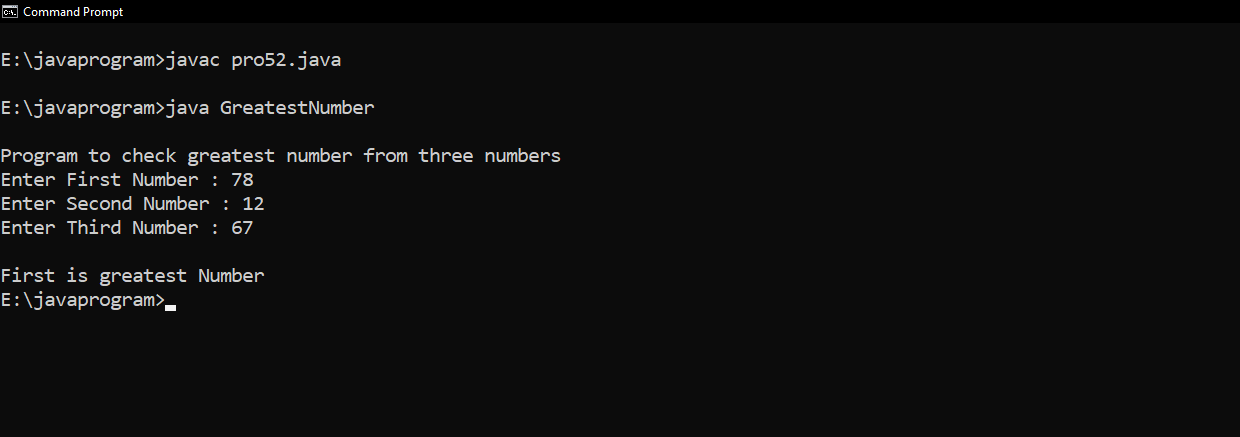 Command Prompt
E:\javaprogram>javac pro52.java
E:\javaprogram>java GreatestNumber
Program to check greatest number from three numbers
Enter First Number : 78
Enter Second Number : 12
Enter Third Number : 67
First is greatest Number
E:\javaprogram>